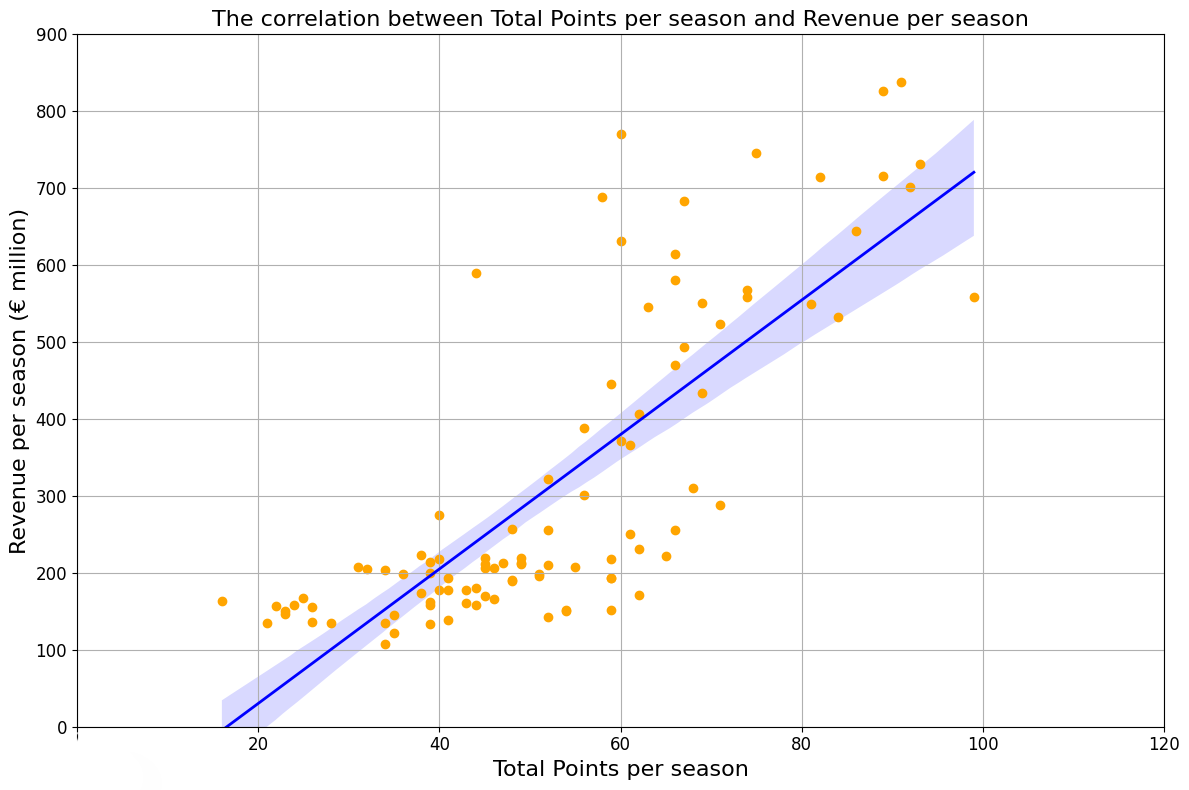 The correlation between Total Points per season and Revenue per season
900
800
700
600
500
400
300
200
100
0
Revenue per season (€ million)
20 40 60 80 100 120
Total Points per season